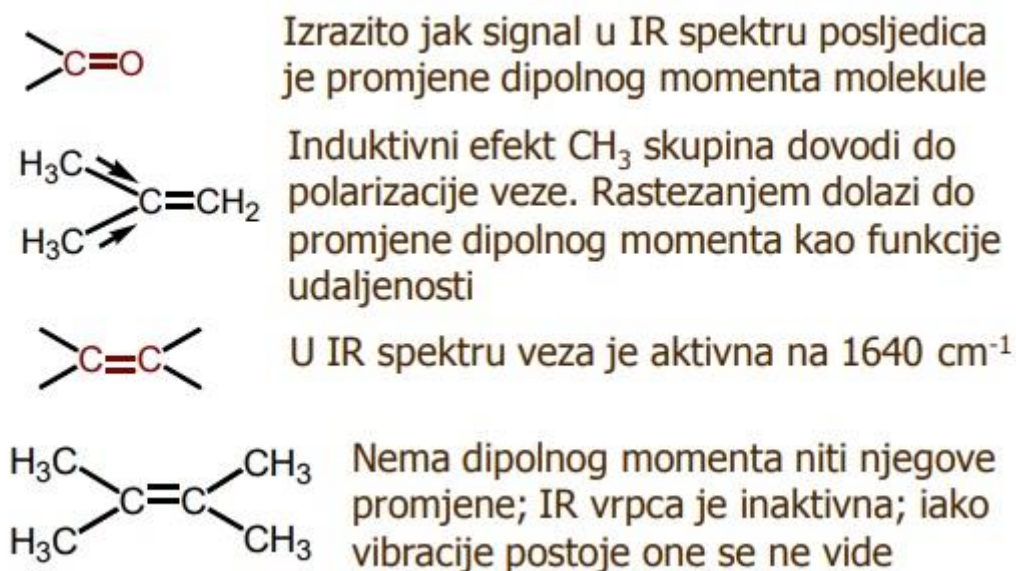 C=O
Izrazito jak signal u IR spektru posljedica
je promjene dipolnog momenta molekule
H₃C
H₃C
C=CH₂
Induktivni efekt CH₃ skupina dovodi do
polarizacije veze. Rastezanjem dolazi do
promjene dipolnog momenta kao funkcije
udaljenosti
C=C
U IR spektru veza je aktivna na 1640 cm⁻¹
H₃C CH₃
C=C
H₃C CH₃
Nema dipolnog momenta niti njegove
promjene; IR vrpca je inaktivna; iako
vibracije postoje one se ne vide